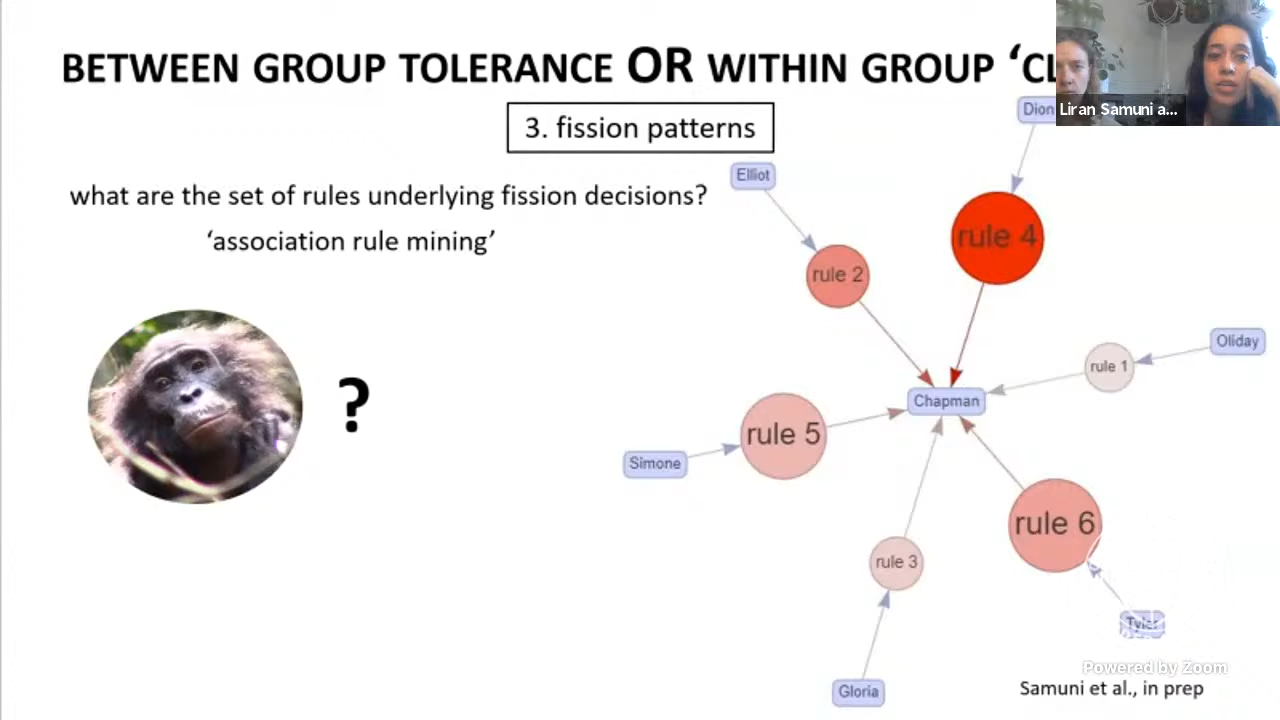 BETWEEN GROUP TOLERANCE OR WITHIN GROUP ‘CL
Liran Samuni a...
3. fission patterns
Dion
Elliot
what are the set of rules underlying fission decisions?
‘association rule mining’
rule 4
rule 2
Oliday
rule 1
?
Chapman
rule 5
Simone
rule 6
rule 3
Tyler
Powered by Zoom
Gloria
Samuni et al., in prep